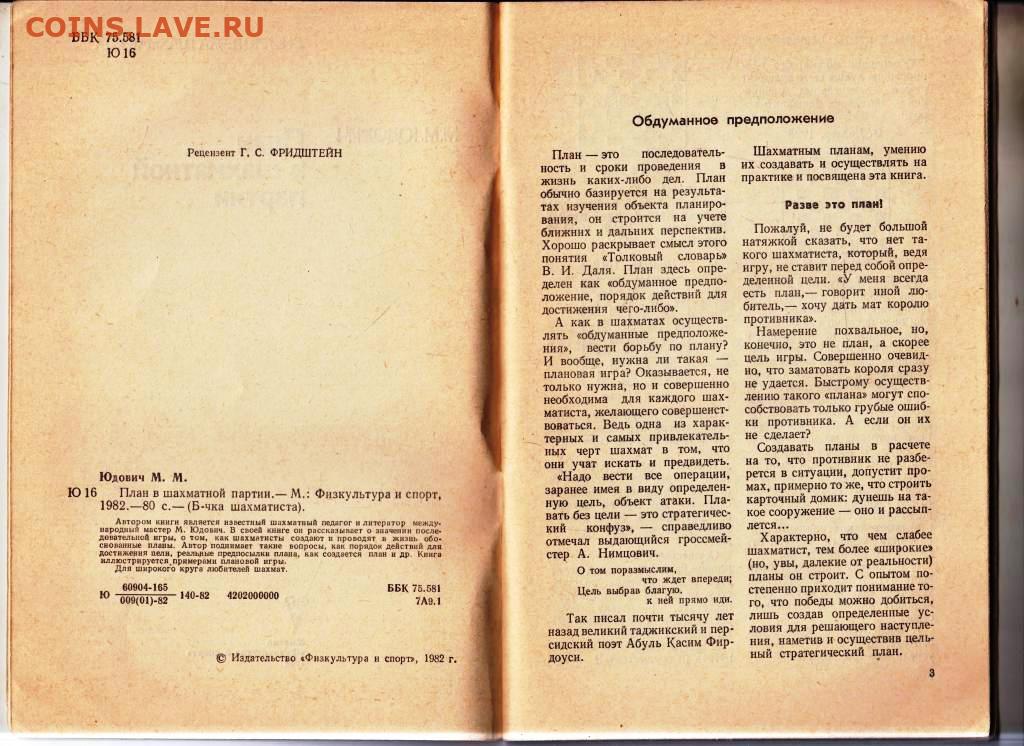 COINS.LAVE.RU
ББК 75.581
Ю 16
Рецензент Г. С. ФРИДШТЕЙН
Юдович М. М.
Ю 16 План в шахматной партии.— М.: Физкультура и спорт,
1982.—80 с.— (Б-чка шахматиста).
Автором книги является известный шахматный педагог и литератор между-
народный мастер М. Юдович. В своей книге он рассказывает о значении после-
довательной игры, о том, как шахматисты создают и проводят в жизнь обо-
снованные планы. Автор поднимает такие вопросы, как порядок действий для
достижения цели, реальные предпосылки плана, как создается план и др. Книга
иллюстрируется примерами плановой игры.
Для широкого круга любителей шахмат.
Ю 60904-165 140-82 4202000000
009(01)-82
ББК 75.581
7А9.1
© Издательство «Физкультура и спорт», 1982 г.
Обдуманное предположение
План — это последователь-
ность и сроки проведения в
жизнь каких-либо дел. План
обычно базируется на результа-
тах изучения объекта планиро-
вания, он строится на учете
ближних и дальних перспектив.
Хорошо раскрывает смысл этого
понятия «Толковый словарь»
В. И. Даля. План здесь опре-
делен как «обдуманное предпо-
ложение, порядок действий для
достижения чего-либо».
А как в шахматах осуществ-
лять «обдуманные предположе-
ния», вести борьбу по плану?
И вообще, нужна ли такая —
плановая игра? Оказывается, не
только нужна, но и совершенно
необходима для каждого шах-
матиста, желающего совершенст-
воваться. Ведь одна из харак-
терных и самых привлекатель-
ных черт шахмат в том, что
они учат искать и предвидеть.
«Надо вести все операции,
заранее имея в виду определен-
ную цель, объект атаки. Пла-
вать без цели — это стратегиче-
ский конфуз», — справедливо
отмечал выдающийся гроссмей-
стер А. Нимцович.
О том поразмыслим,
что ждет впереди;
Цель выбрав благую.
к ней прямо иди.
Так писал почти тысячу лет
назад великий таджикский и пер-
сидский поэт Абуль Касим Фир-
доуси.
Шахматным планам, умению
их создавать и осуществлять на
практике и посвящена эта книга.
Разве это план!
Пожалуй, не будет большой
натяжкой сказать, что нет та-
кого шахматиста, который, ведя
игру, не ставит перед собой опре-
деленной цели. «У меня всегда
есть план,— говорит иной лю-
битель,— хочу дать мат королю
противника».
Намерение похвальное, но,
конечно, это не план, а скорее
цель игры. Совершенно очевид-
но, что заматовать короля сразу
не удается. Быстрому осуществ-
лению такого «плана» могут спо-
собствовать только грубые ошиб-
ки противника. А если он их
не сделает?
Создавать планы в расчете
на то, что противник не разбе-
рется в ситуации, допустит про-
мах, примерно то же, что строить
карточный домик: дунешь на та-
кое сооружение — оно и рассып-
лется...
Характерно, что чем слабее
шахматист, тем более «широкие»
(но, увы, далекие от реальности)
планы он строит. С опытом по-
степенно приходит понимание то-
го, что победы можно добиться,
лишь создав определенные ус-
ловия для решающего наступле-
ния, наметив и осуществив цель-
ный стратегический план.
3